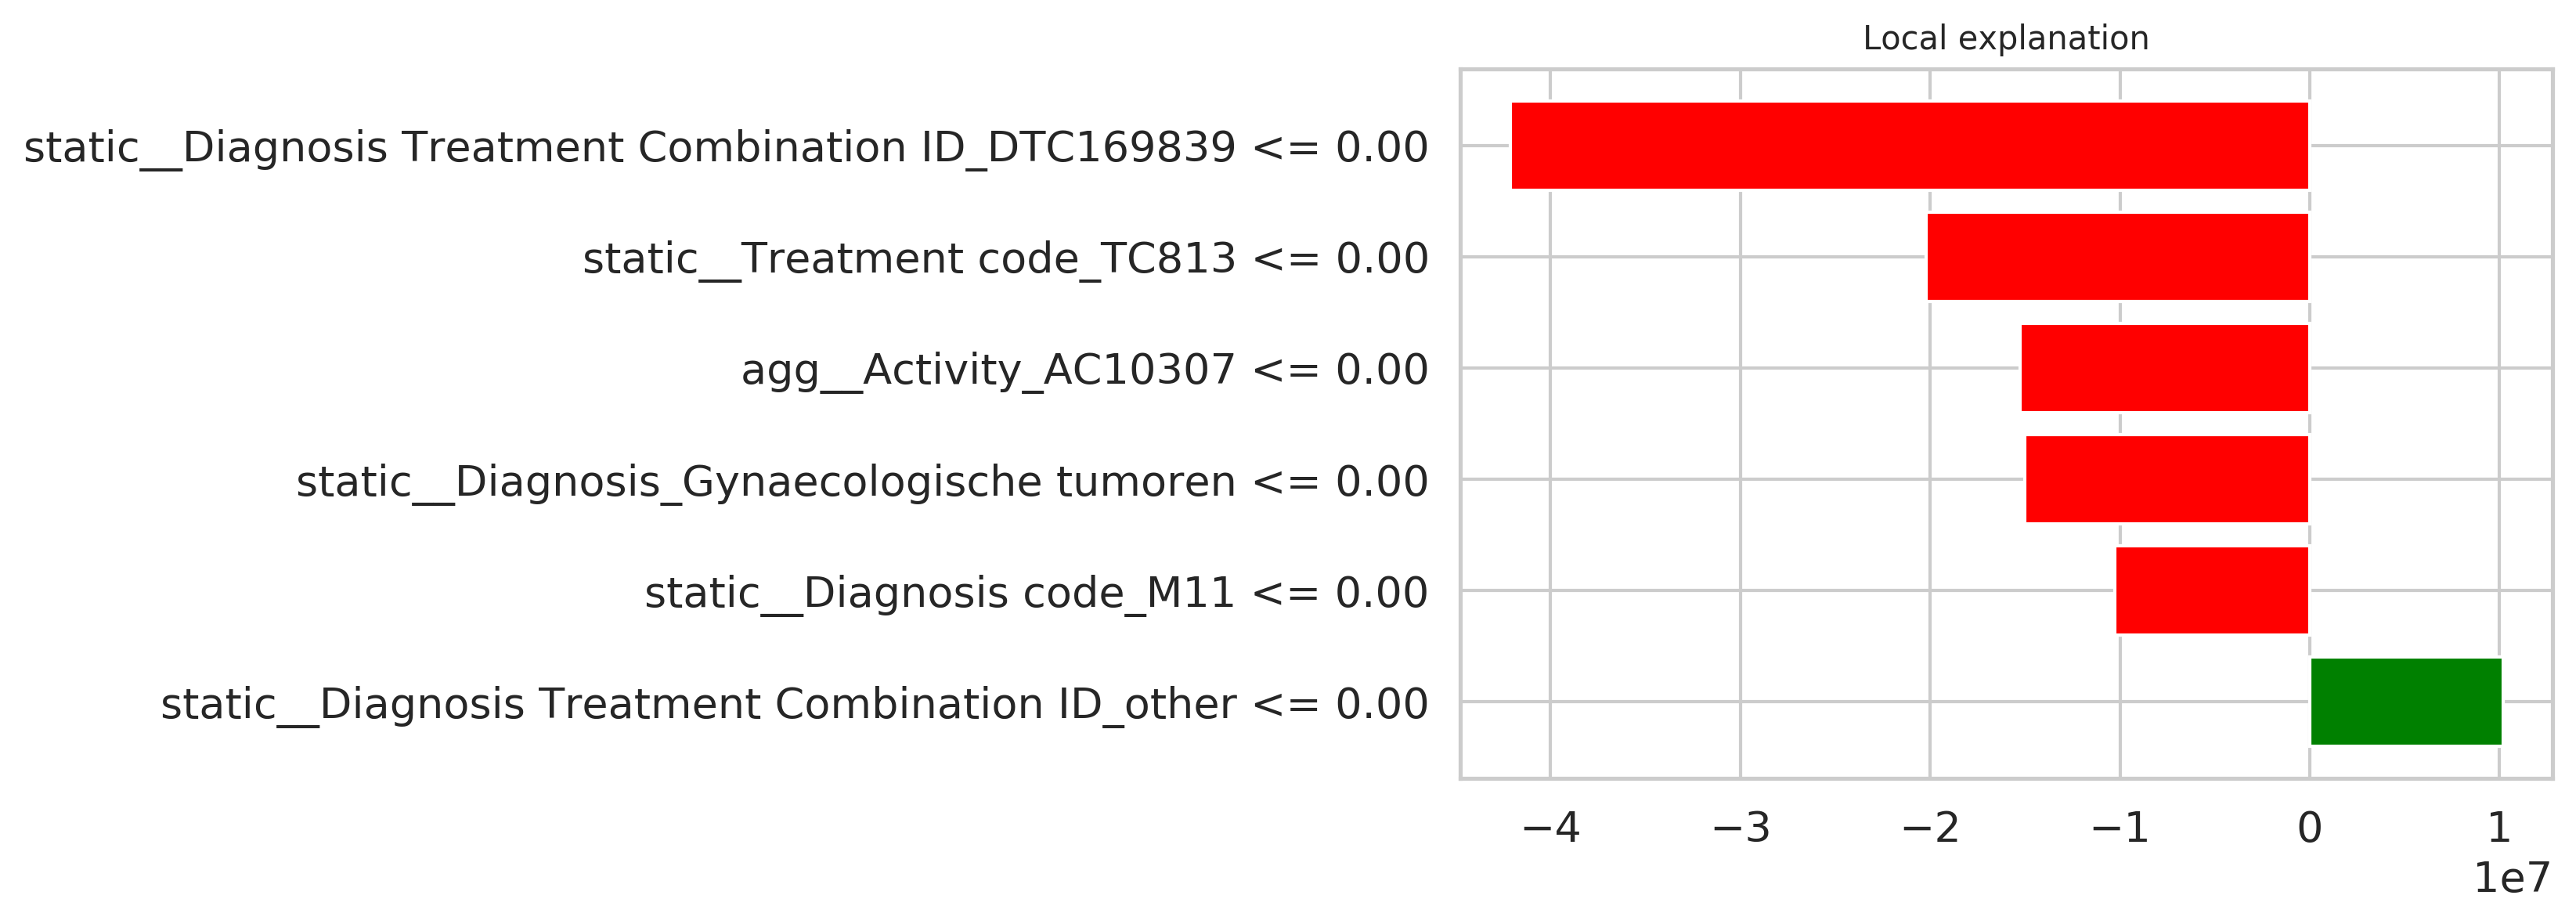 Local explanation
static__Diagnosis Treatment Combination ID_DTC169839 <= 0.00
static__Treatment code_TC813 <= 0.00
agg__Activity_AC10307 <= 0.00
static__Diagnosis_Gynaecologische tumoren <= 0.00
static__Diagnosis code_M11 <= 0.00
static__Diagnosis Treatment Combination ID_other <= 0.00
−4 −3 −2 −1 0 1
1e7